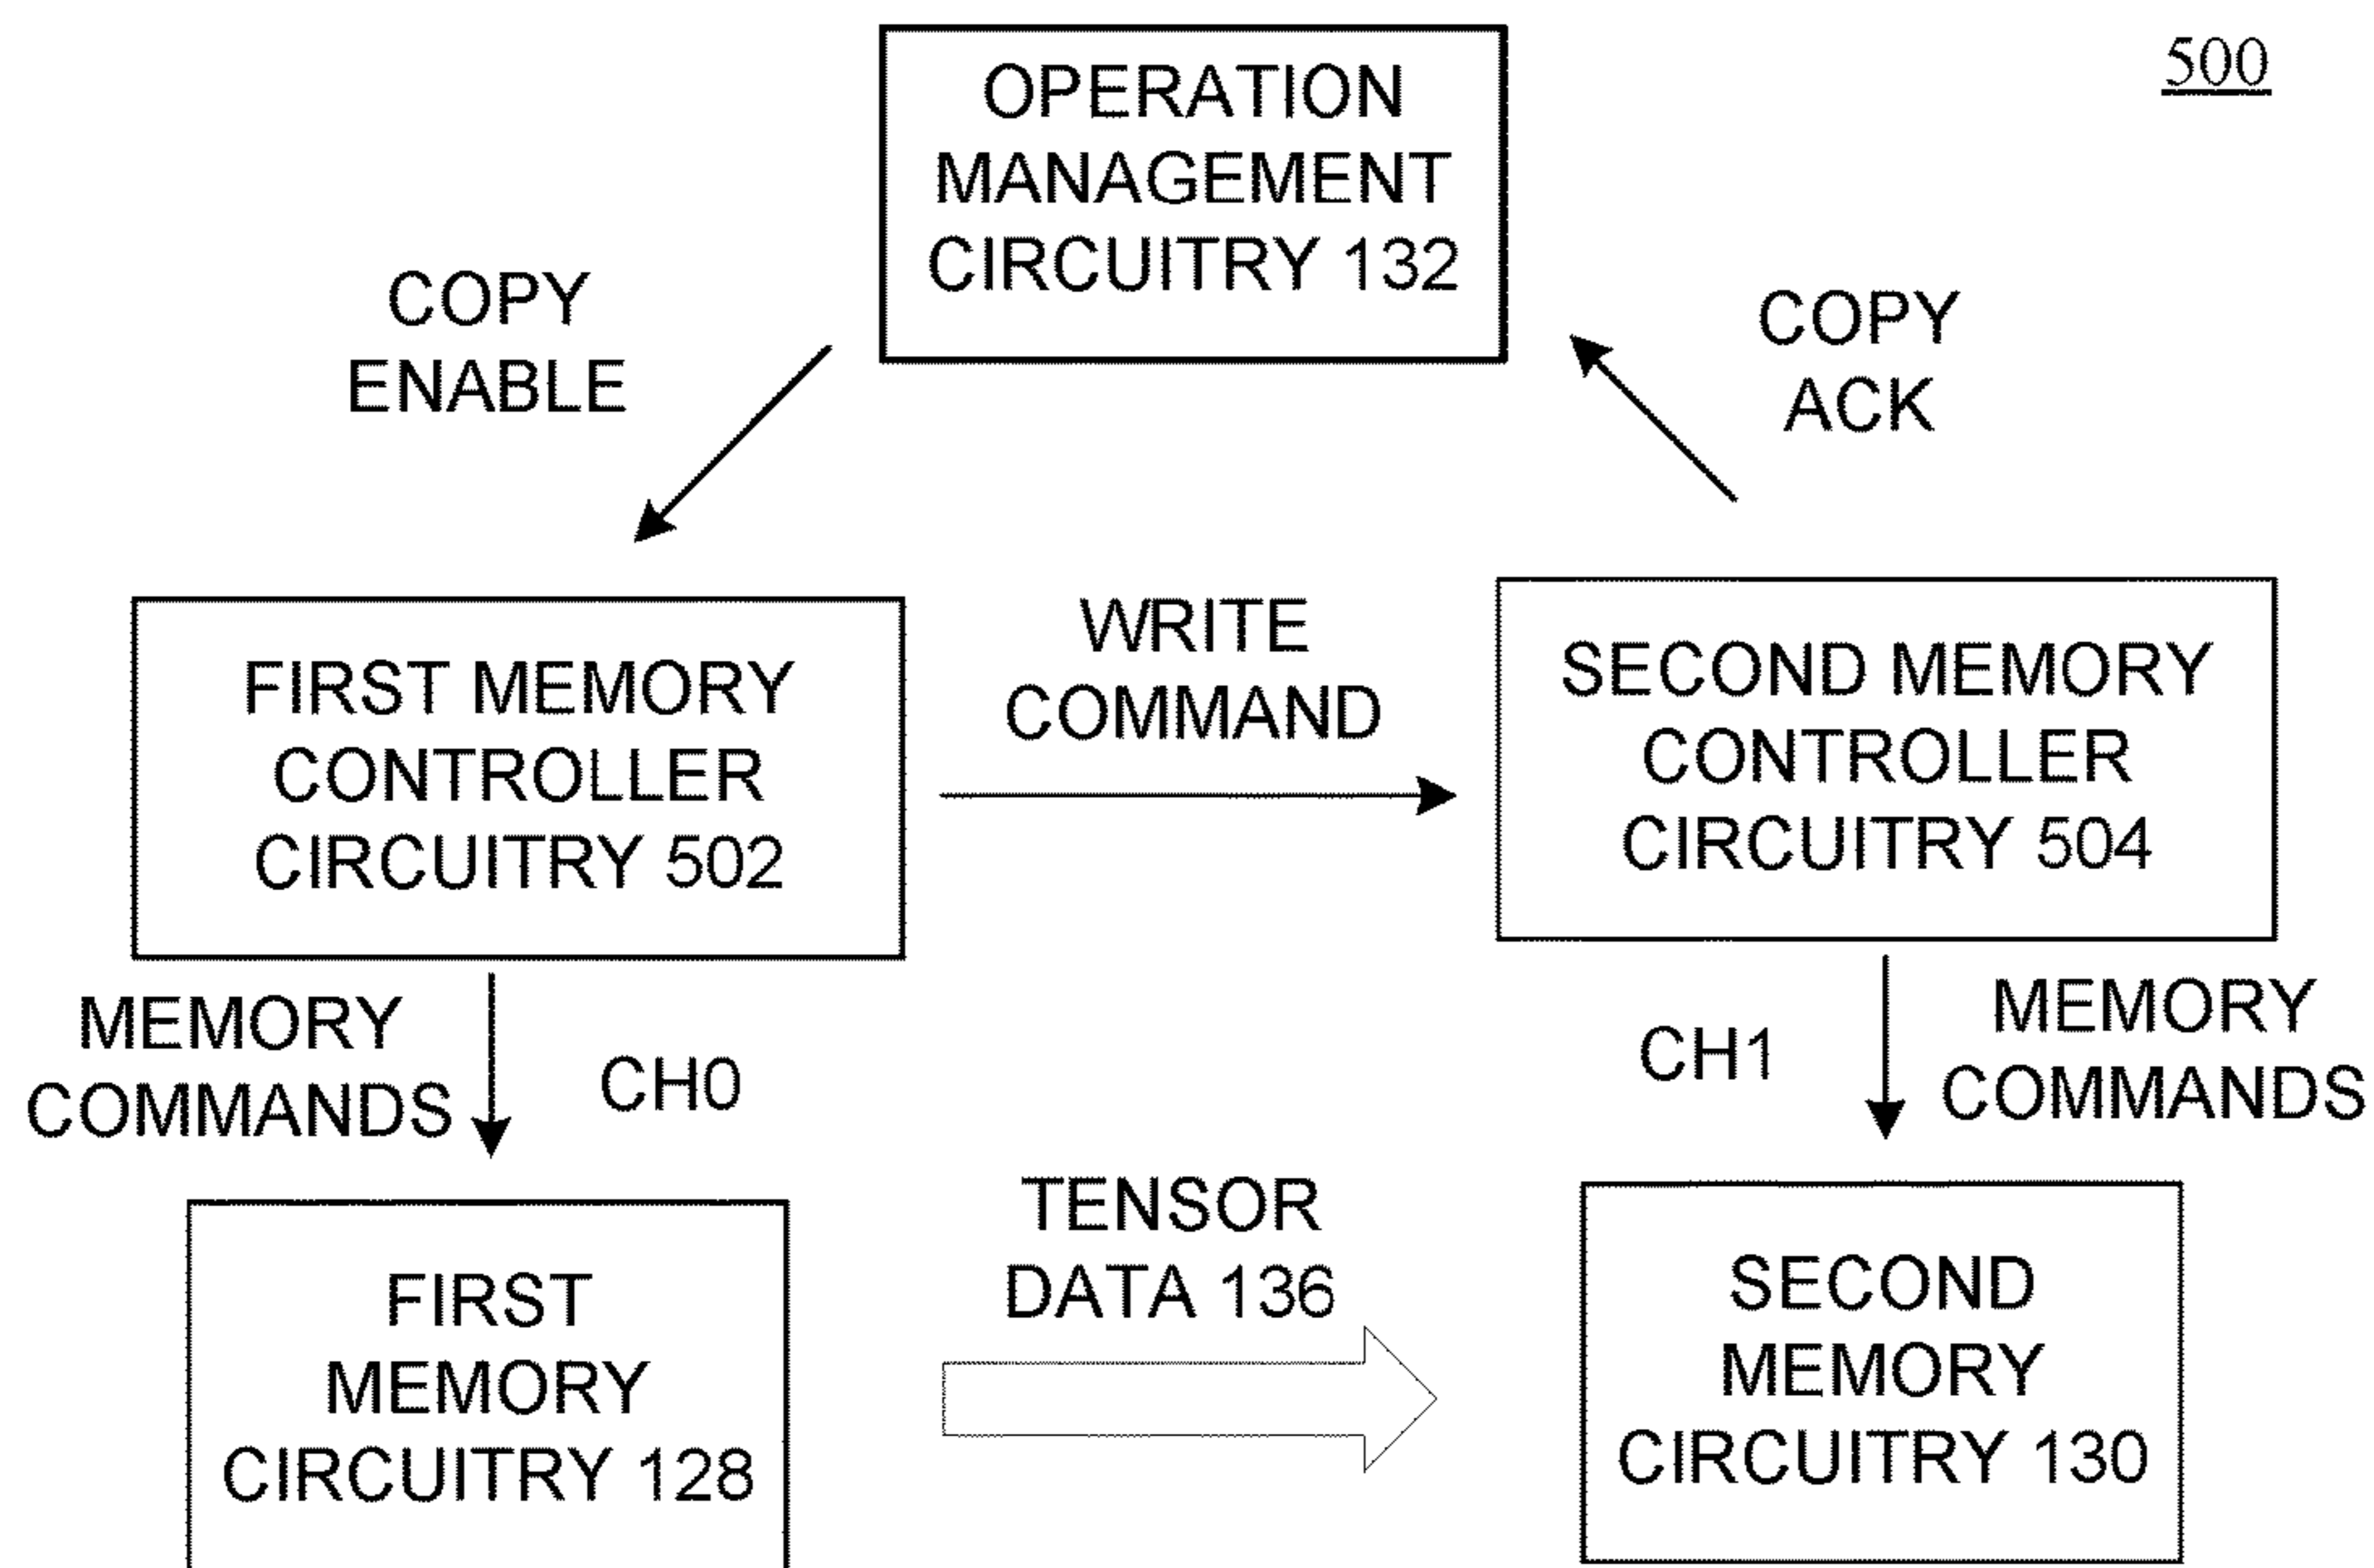 500
OPERATION
MANAGEMENT
CIRCUITRY 132
COPY
ENABLE
COPY
ACK
FIRST MEMORY
CONTROLLER
CIRCUITRY 502
WRITE
COMMAND
SECOND MEMORY
CONTROLLER
CIRCUITRY 504
MEMORY
COMMANDS
CH0
CH1
MEMORY
COMMANDS
FIRST
MEMORY
CIRCUITRY 128
TENSOR
DATA 136
SECOND
MEMORY
CIRCUITRY 130